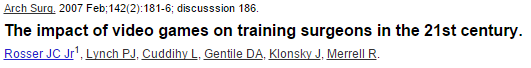 Arch Surg. 2007 Feb;142(2):181-6; discusssion 186.
The impact of video games on training surgeons in the 21st century.
Rosser JC Jr1, Lynch PJ, Cuddihy L, Gentile DA, Klonsky J, Merrell R.